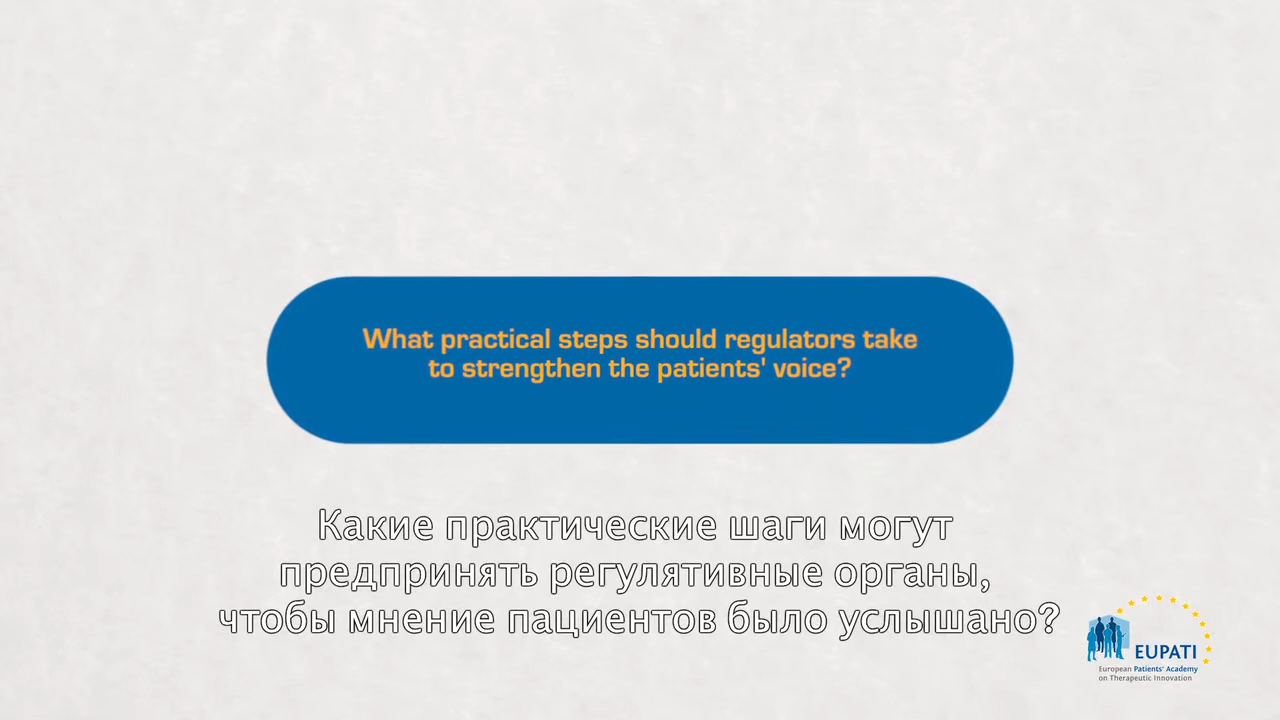 What practical steps should regulators take
to strengthen the patients' voice?
Какие практические шаги могут
предпринять регулятивные органы,
чтобы мнение пациентов было услышано?
EUPATI
European Patients' Academy
on Therapeutic Innovation